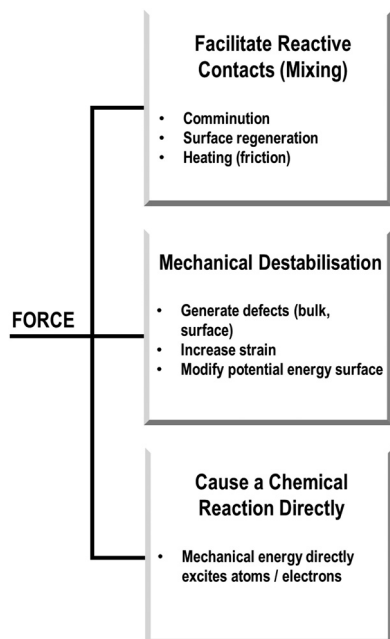 Facilitate Reactive
Contacts (Mixing)
• Comminution
• Surface regeneration
• Heating (friction)
FORCE
Mechanical Destabilisation
• Generate defects (bulk,
surface)
• Increase strain
• Modify potential energy surface
Cause a Chemical
Reaction Directly
• Mechanical energy directly
excites atoms / electrons